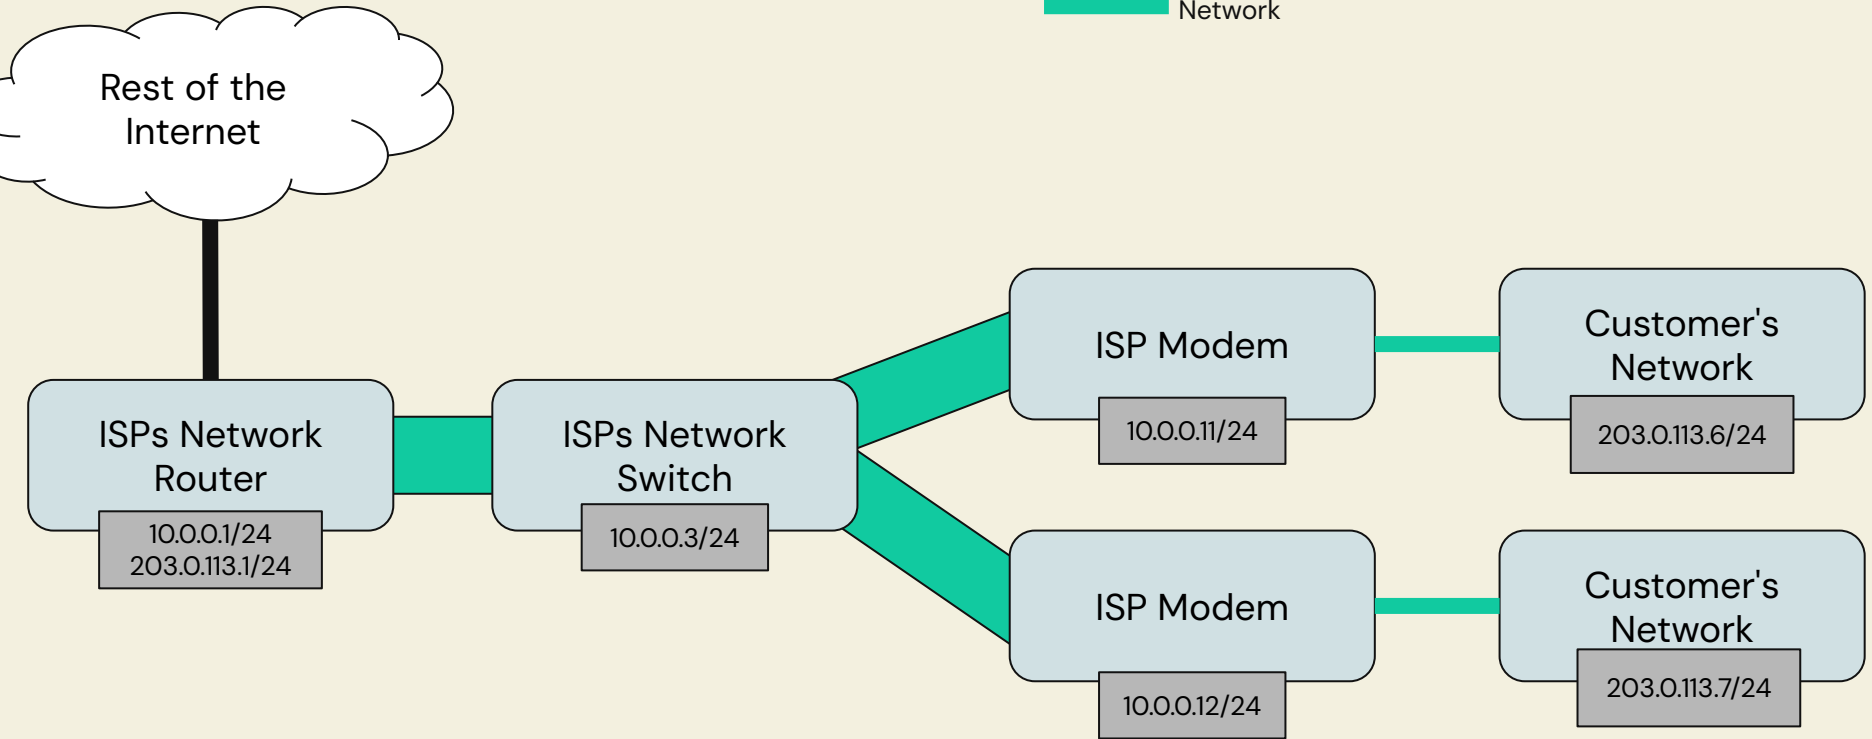 Network
Rest of the
Internet
ISPs Network
Router
10.0.0.1/24
203.0.113.1/24
ISPs Network
Switch
10.0.0.3/24
ISP Modem
10.0.0.11/24
Customer's
Network
203.0.113.6/24
ISP Modem
10.0.0.12/24
Customer's
Network
203.0.113.7/24